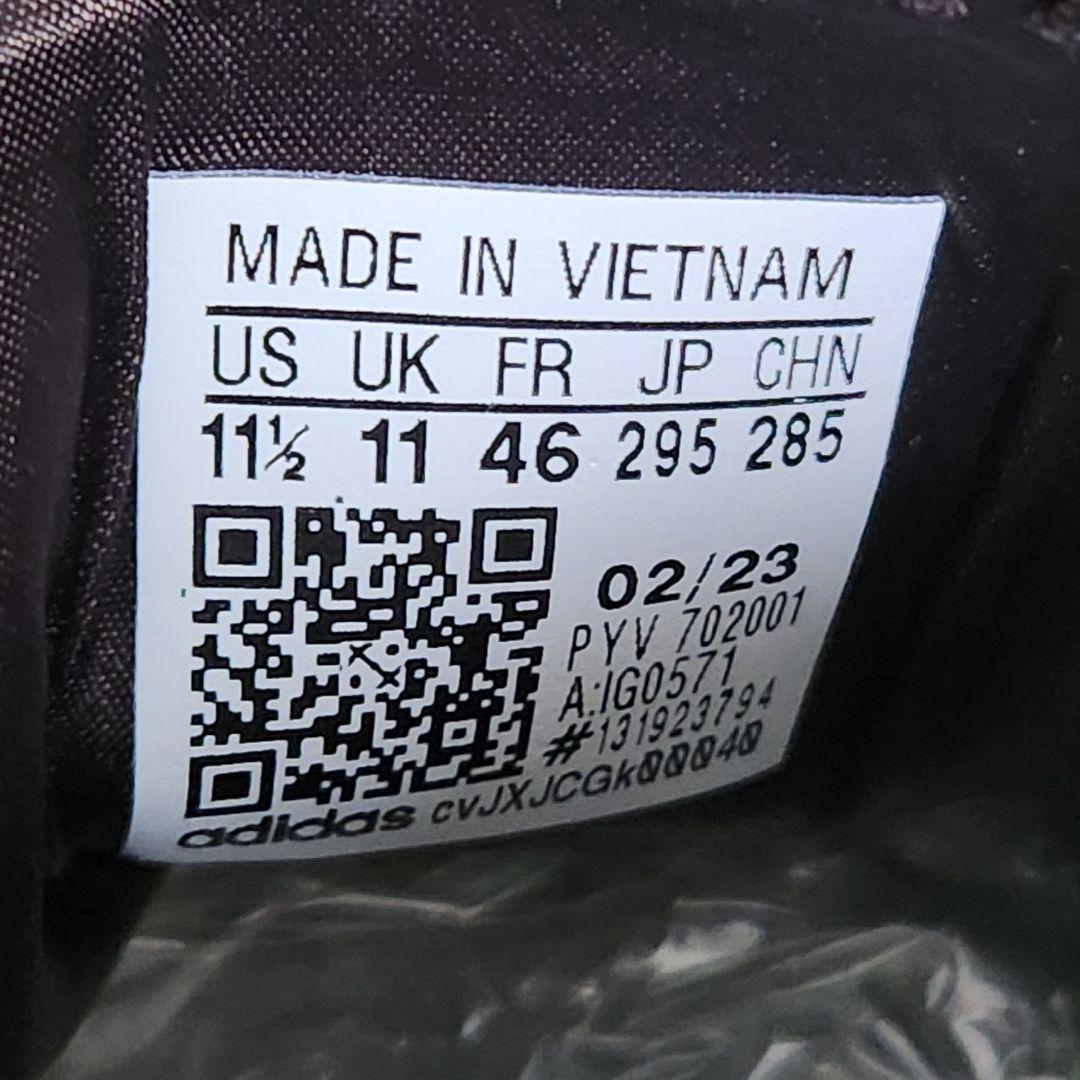 MADE IN VIETNAM
US UK FR JP CHN
11½ 11 46 295 285
02/23
PYV 702001
A:IG0571
#131923794
adidas cvJXJCGk00040